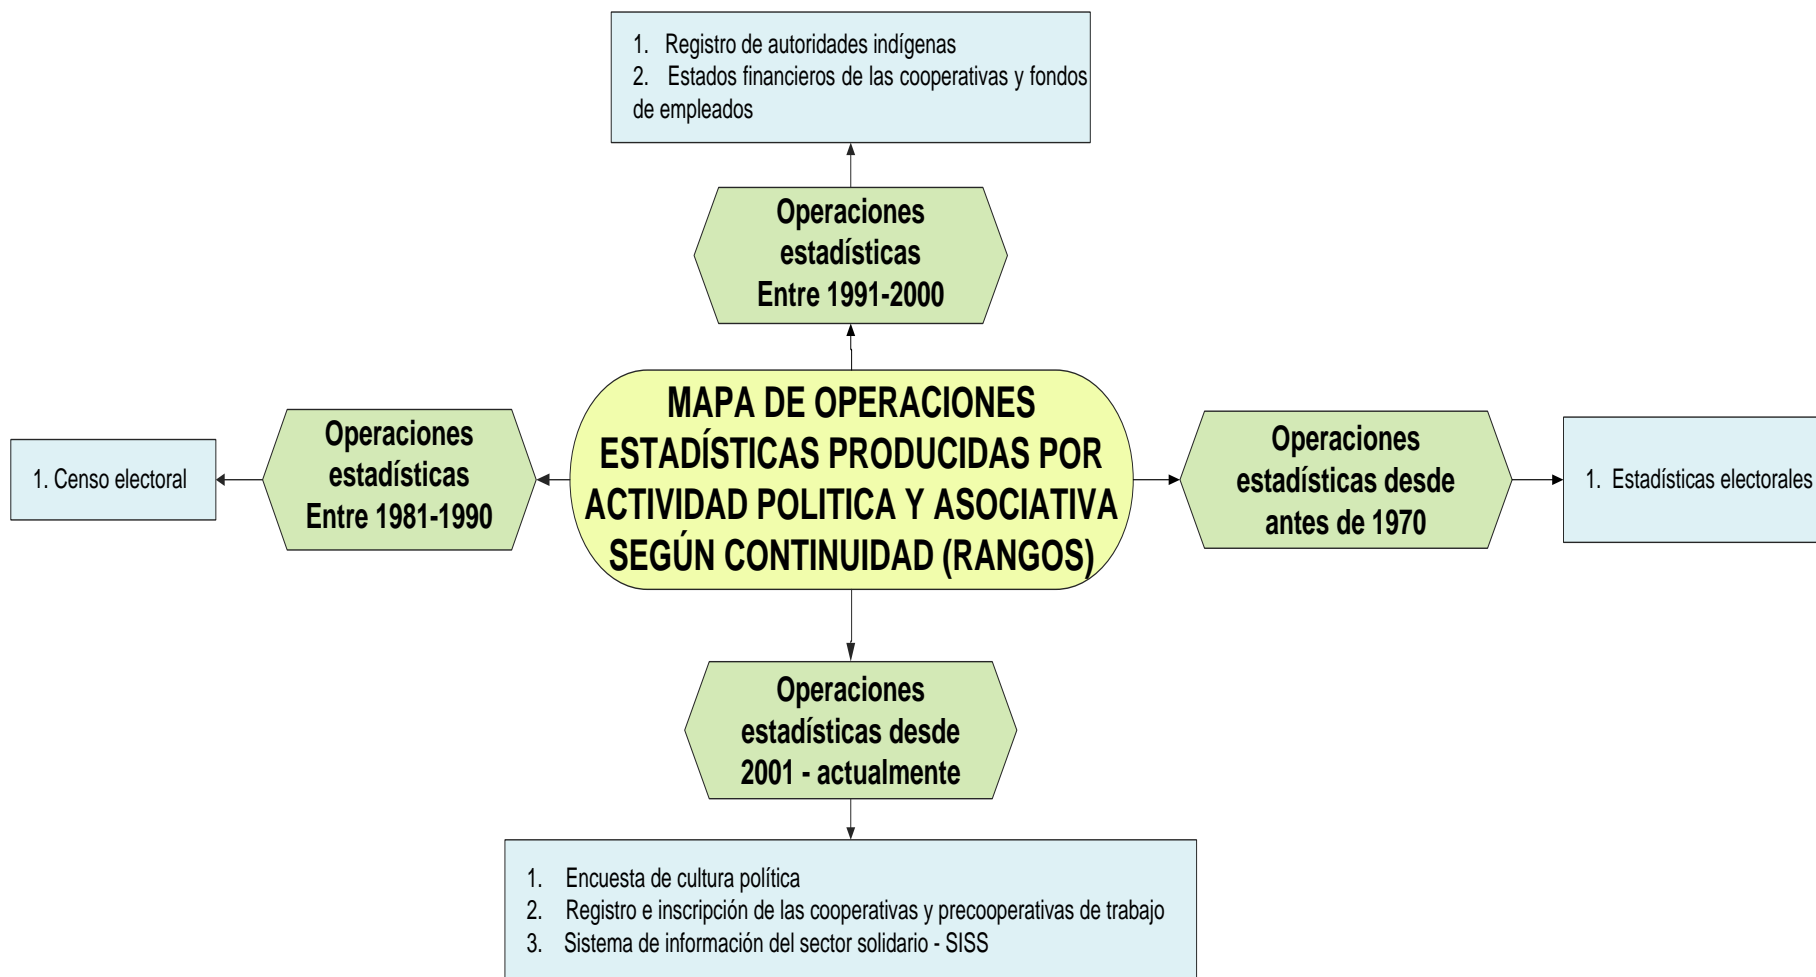 1. Registro de autoridades indígenas
2. Estados financieros de las cooperativas y fondos
de empleados
Operaciones
estadísticas
Entre 1991-2000
MAPA DE OPERACIONES
ESTADÍSTICAS PRODUCIDAS POR
ACTIVIDAD POLITICA Y ASOCIATIVA
SEGÚN CONTINUIDAD (RANGOS)
Operaciones
estadísticas
Entre 1981-1990
1. Censo electoral
Operaciones
estadísticas desde
antes de 1970
1. Estadísticas electorales
Operaciones
estadísticas desde
2001 - actualmente
1. Encuesta de cultura política
2. Registro e inscripción de las cooperativas y precooperativas de trabajo
3. Sistema de información del sector solidario - SISS